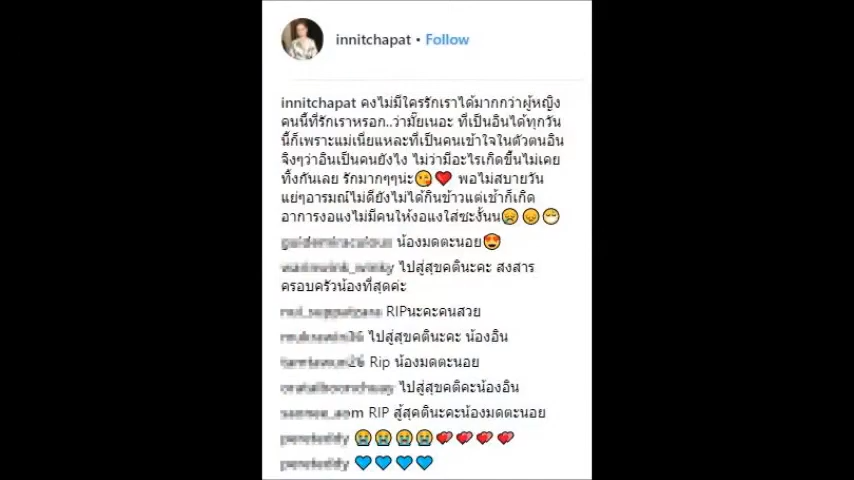 innitchapat • Follow
innitchapat คงไม่มีใครรักเราได้มากกว่าผู้หญิง
คนนี้ที่รักเราหรอก..ว่ามั๊ยเนอะ ที่เป็นอินได้ทุกวัน
นี้ก็เพราะแม่เนี่ยแหละที่เป็นคนเข้าใจในตัวตนอิน
จิงๆว่าอินเป็นคนยังไง ไม่ว่ามีอะไรเกิดขึ้นไม่เคย
ทิ้งกันเลย รักมากๆๆน่ะ😘❤️ พอไม่สบายวัน
แย่ๆอารมณ์ไม่ดียังไม่ได้กินข้าวแต่เช้าก็เกิด
อาการงอแงไม่มีคนให้งอแงใส่ซะงั้นน😢😞😷
น้องมดตะนอย😍
ไปสู่สุขคตินะคะ สงสาร
ครอบครัวน้องที่สุดค่ะ
RIPนะคะคนสวย
ไปสู่สุขคตินะคะ น้องอิน
Rip น้องมดตะนอย
ไปสู่สุขคติคะน้องอิน
RIP สู้สุคตินะคะน้องมดตะนอย
😭😭😭😭💕💕💕💕
💙💙💙💙